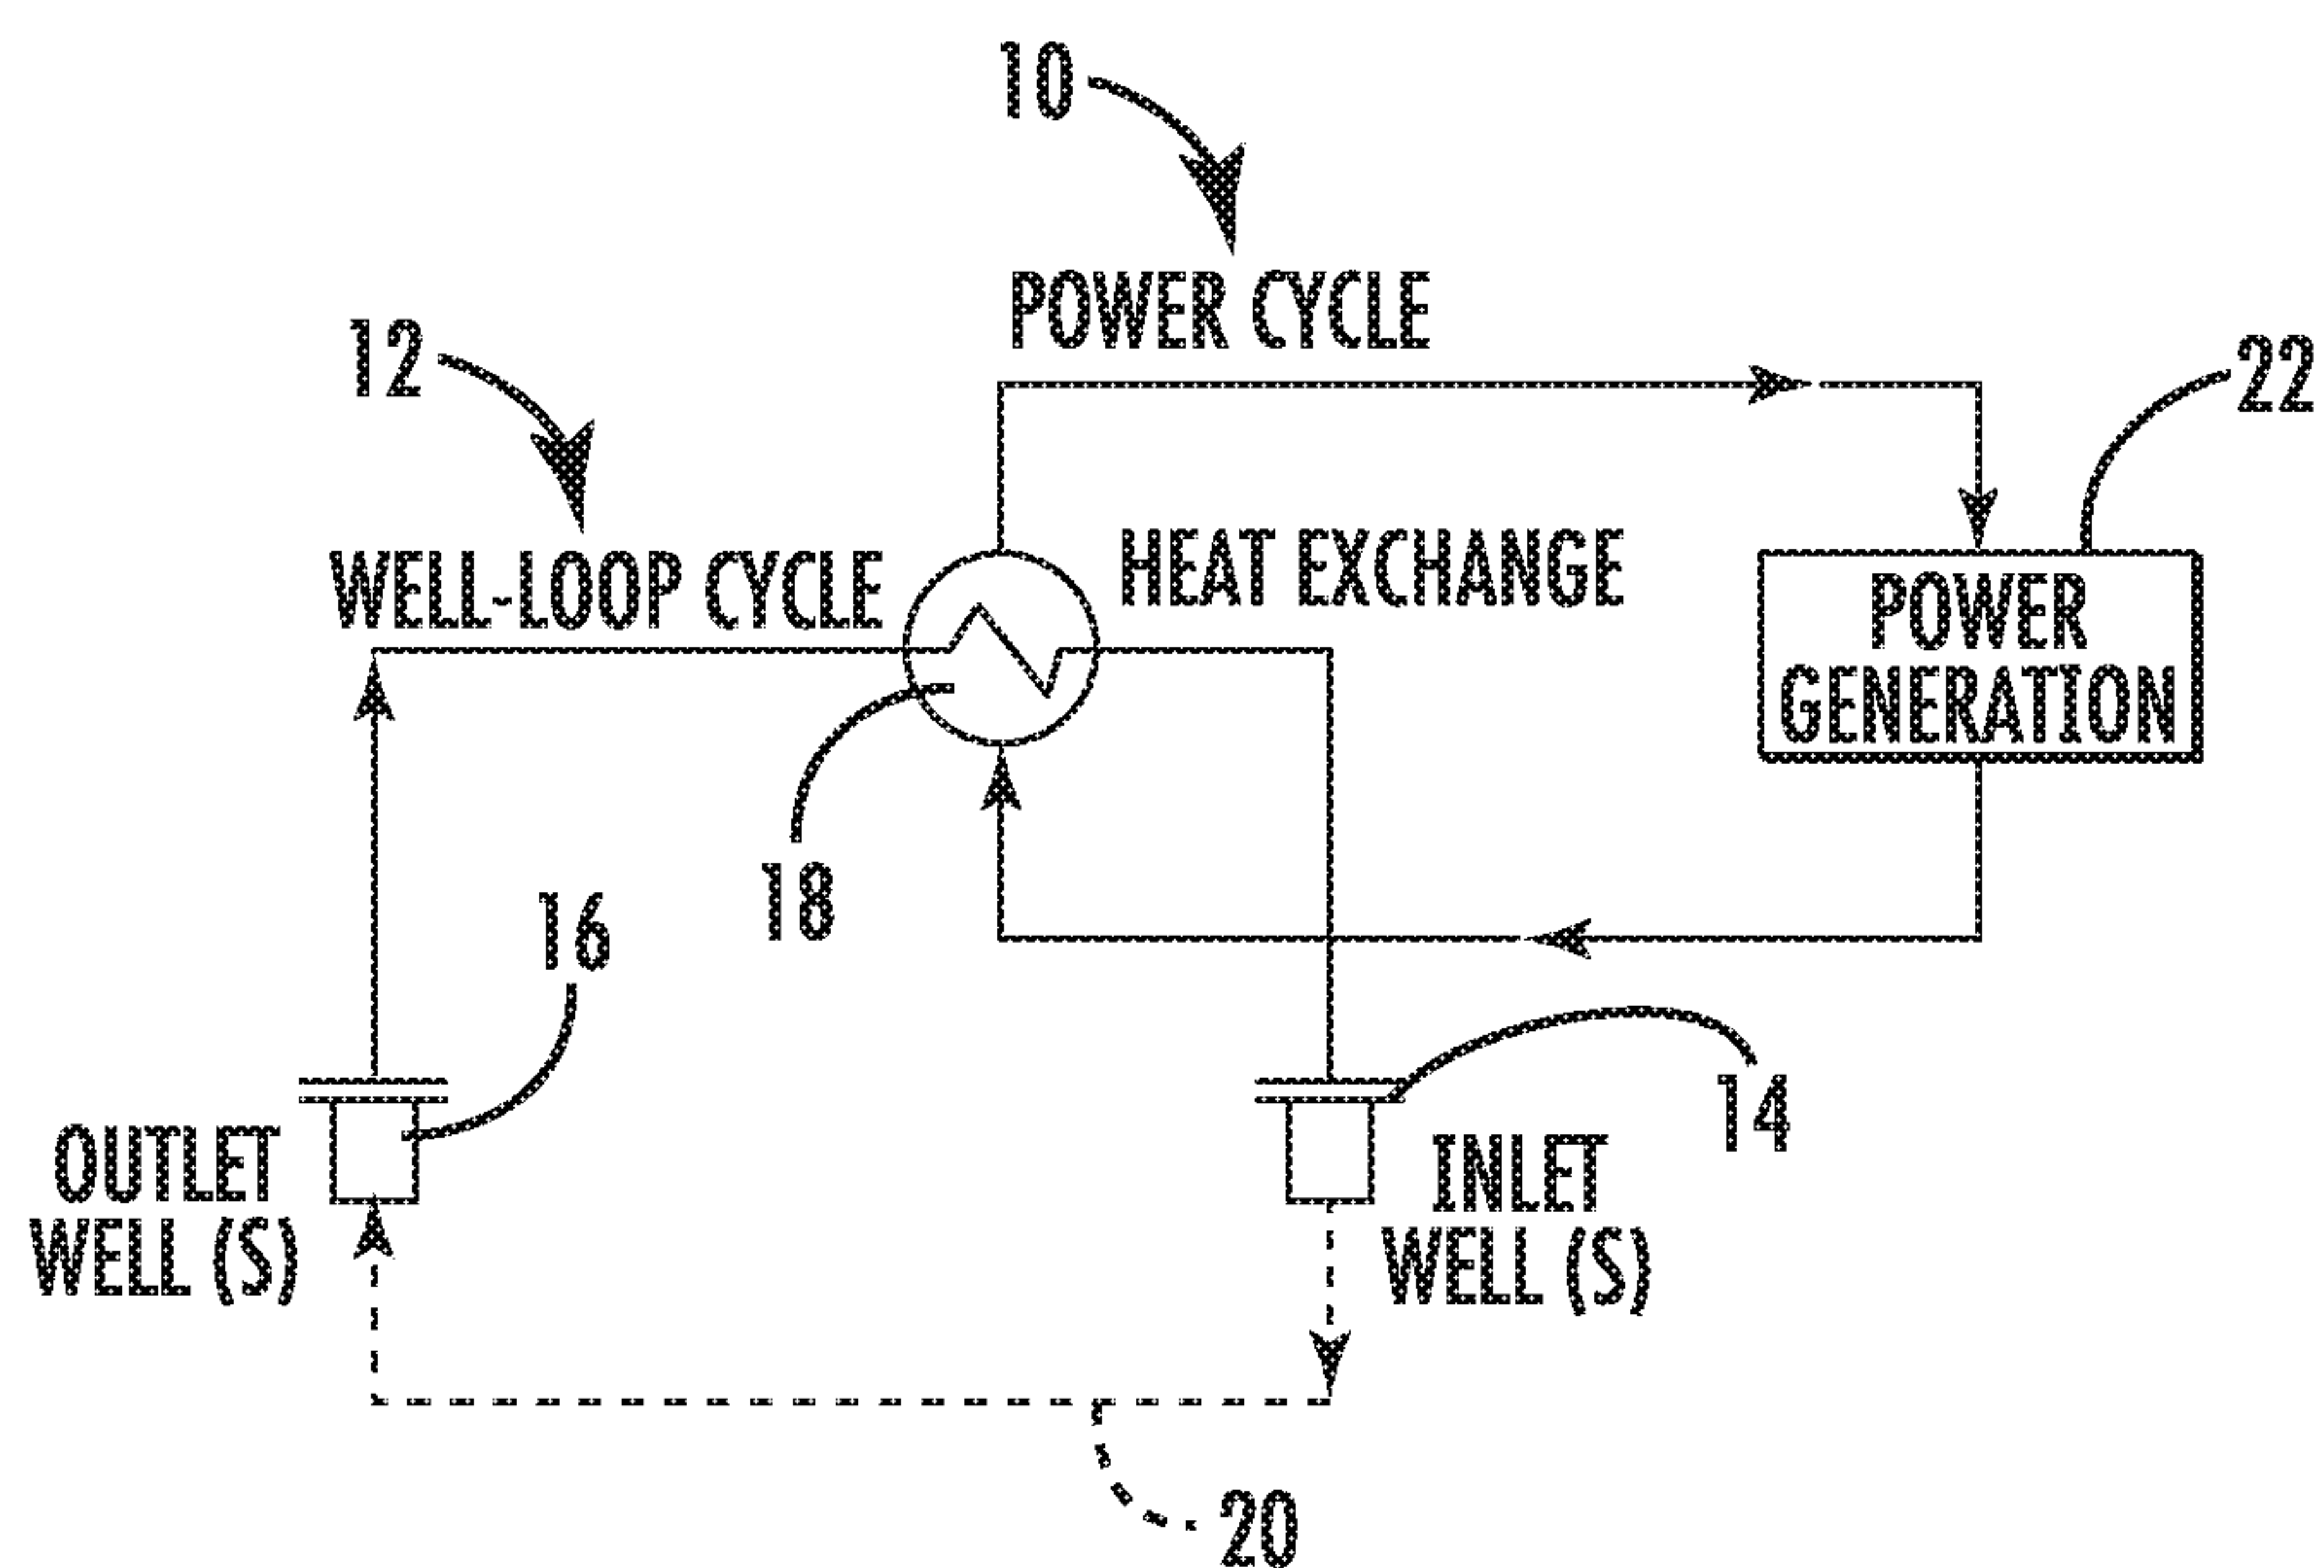 10
POWER CYCLE
12
22
WELL-LOOP CYCLE
HEAT EXCHANGE
POWER
GENERATION
18
16
14
OUTLET
WELL (S)
INLET
WELL (S)
20